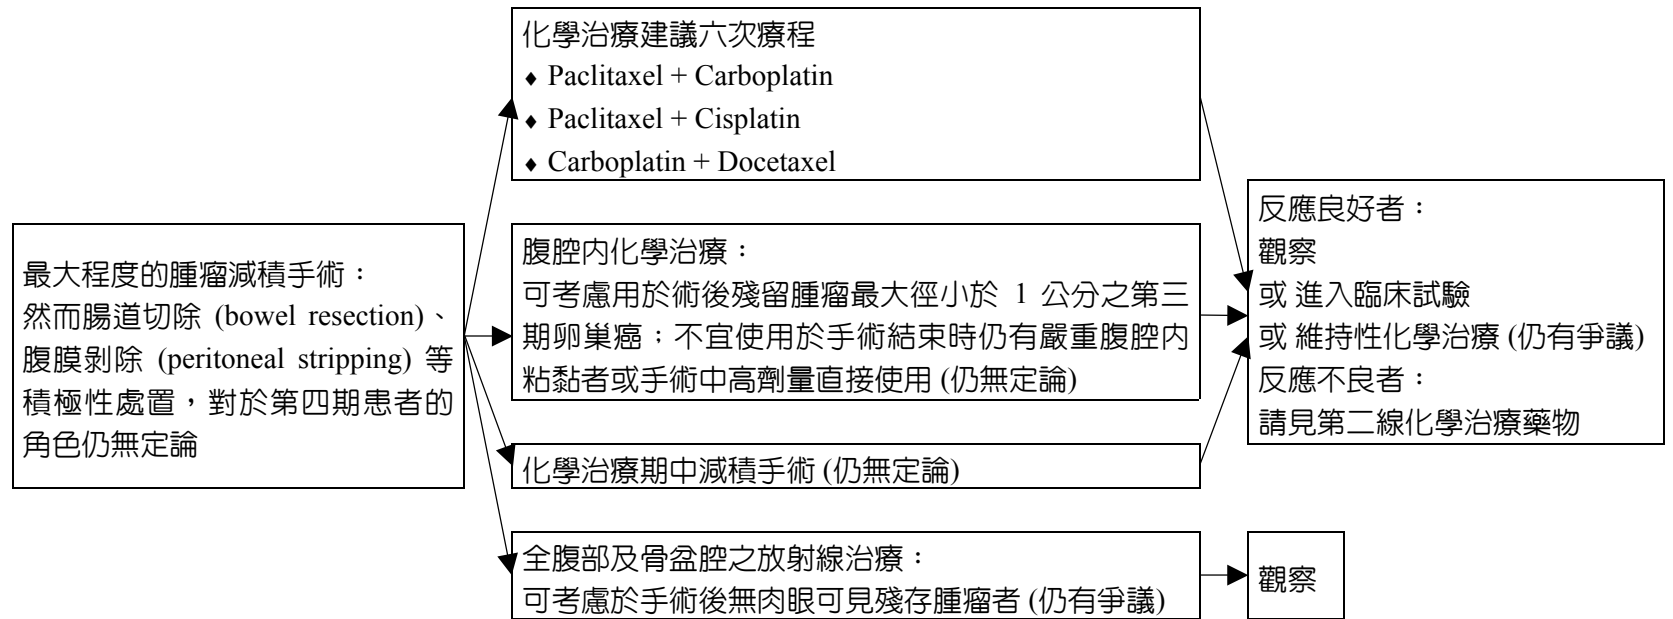 化學治療建議六次療程
♦ Paclitaxel + Carboplatin
♦ Paclitaxel + Cisplatin
♦ Carboplatin + Docetaxel
最大程度的腫瘤減積手術：
然而腸道切除 (bowel resection)、
腹膜剝除 (peritoneal stripping) 等
積極性處置，對於第四期患者的
角色仍無定論
腹腔內化學治療：
可考慮用於術後殘留腫瘤最大徑小於 1 公分之第三
期卵巢癌；不宜使用於手術結束時仍有嚴重腹腔內
粘黏者或手術中高劑量直接使用 (仍無定論)
化學治療期中減積手術 (仍無定論)
全腹部及骨盆腔之放射線治療：
可考慮於手術後無肉眼可見殘存腫瘤者 (仍有爭議)
反應良好者：
觀察
或 進入臨床試驗
或 維持性化學治療 (仍有爭議)
反應不良者：
請見第二線化學治療藥物
觀察